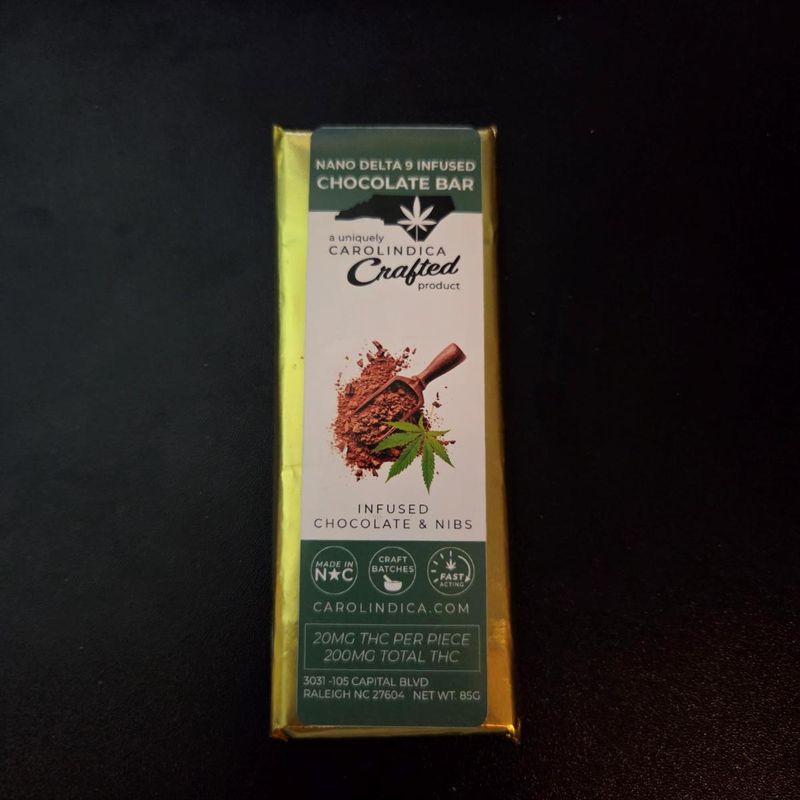 NANO DELTA 9 INFUSED
CHOCOLATE BAR
a uniquely
CAROLINDICA
Crafted
product
INFUSED
CHOCOLATE & NIBS
MADE IN
N★C
CRAFT
BATCHES
FAST
ACTING
CAROLINDICA.COM
20MG THC PER PIECE
200MG TOTAL THC
3031 -105 CAPITAL BLVD
RALEIGH NC 27604 NET WT. 85G